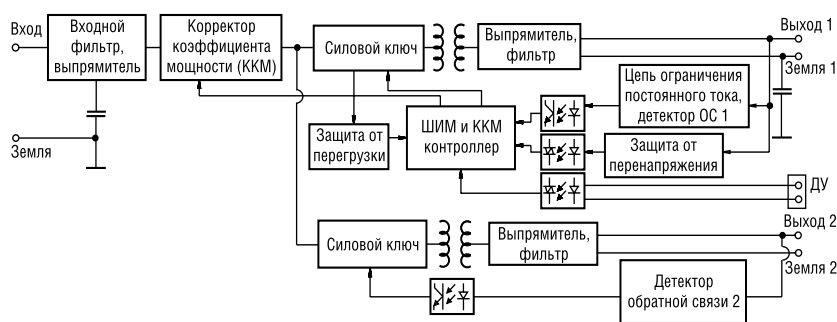 Вход
Входной
фильтр,
выпрямитель
Корректор
коэффициента
мощности (ККМ)
Силовой ключ
Выпрямитель,
фильтр
Выход 1
Земля 1
Цепь ограничения
постоянного тока,
детектор ОС 1
Земля
Защита от
перегрузки
ШИМ и ККМ
контроллер
Защита от
перенапряжения
ДУ
Силовой ключ
Выпрямитель,
фильтр
Выход 2
Земля 2
Детектор
обратной связи 2